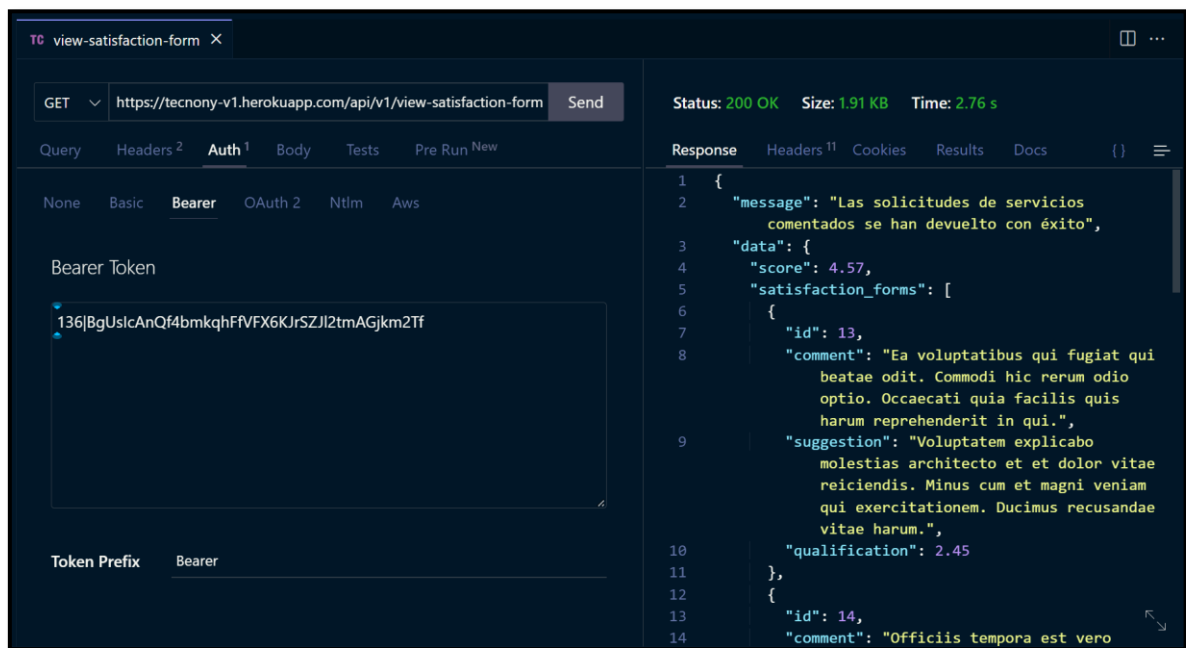 TC view-satisfaction-form
GET https://tecnony-v1.herokuapp.com/api/v1/view-satisfaction-form Send
Query Headers 2 Auth 1 Body Tests Pre Run New
None Basic Bearer OAuth 2 Ntlm Aws
Bearer Token
136|BgUsIcAnQf4bmkqhFfVFX6KJrSZJl2tmAGjkm2Tf
Token Prefix Bearer
Status: 200 OK Size: 1.91 KB Time: 2.76 s
Response Headers 11 Cookies Results Docs {}
1 {
2 "message": "Las solicitudes de servicios
comentados se han devuelto con éxito",
3 "data": {
4 "score": 4.57,
5 "satisfaction_forms": [
6 {
7 "id": 13,
8 "comment": "Ea voluptatibus qui fugiat qui
beatae odit. Commodi hic rerum odio
optio. Occaecati quia facilis quis
harum reprehenderit in qui.",
9 "suggestion": "Voluptatem explicabo
molestias architecto et et dolor vitae
reiciendis. Minus cum et magni veniam
qui exercitationem. Ducimus recusandae
vitae harum.",
10 "qualification": 2.45
11 },
12 {
13 "id": 14,
14 "comment": "Officiis tempora est vero